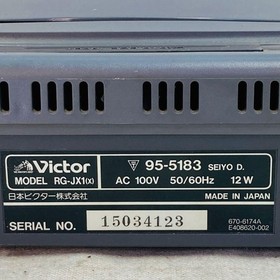 Victor
MODEL RG-JX1(X)
日本ビクター株式会社
95-5183 SEIYO D.
AC 100V 50/60Hz 12W
MADE IN JAPAN
SERIAL NO. 15034123
670-6174A
E408620-002